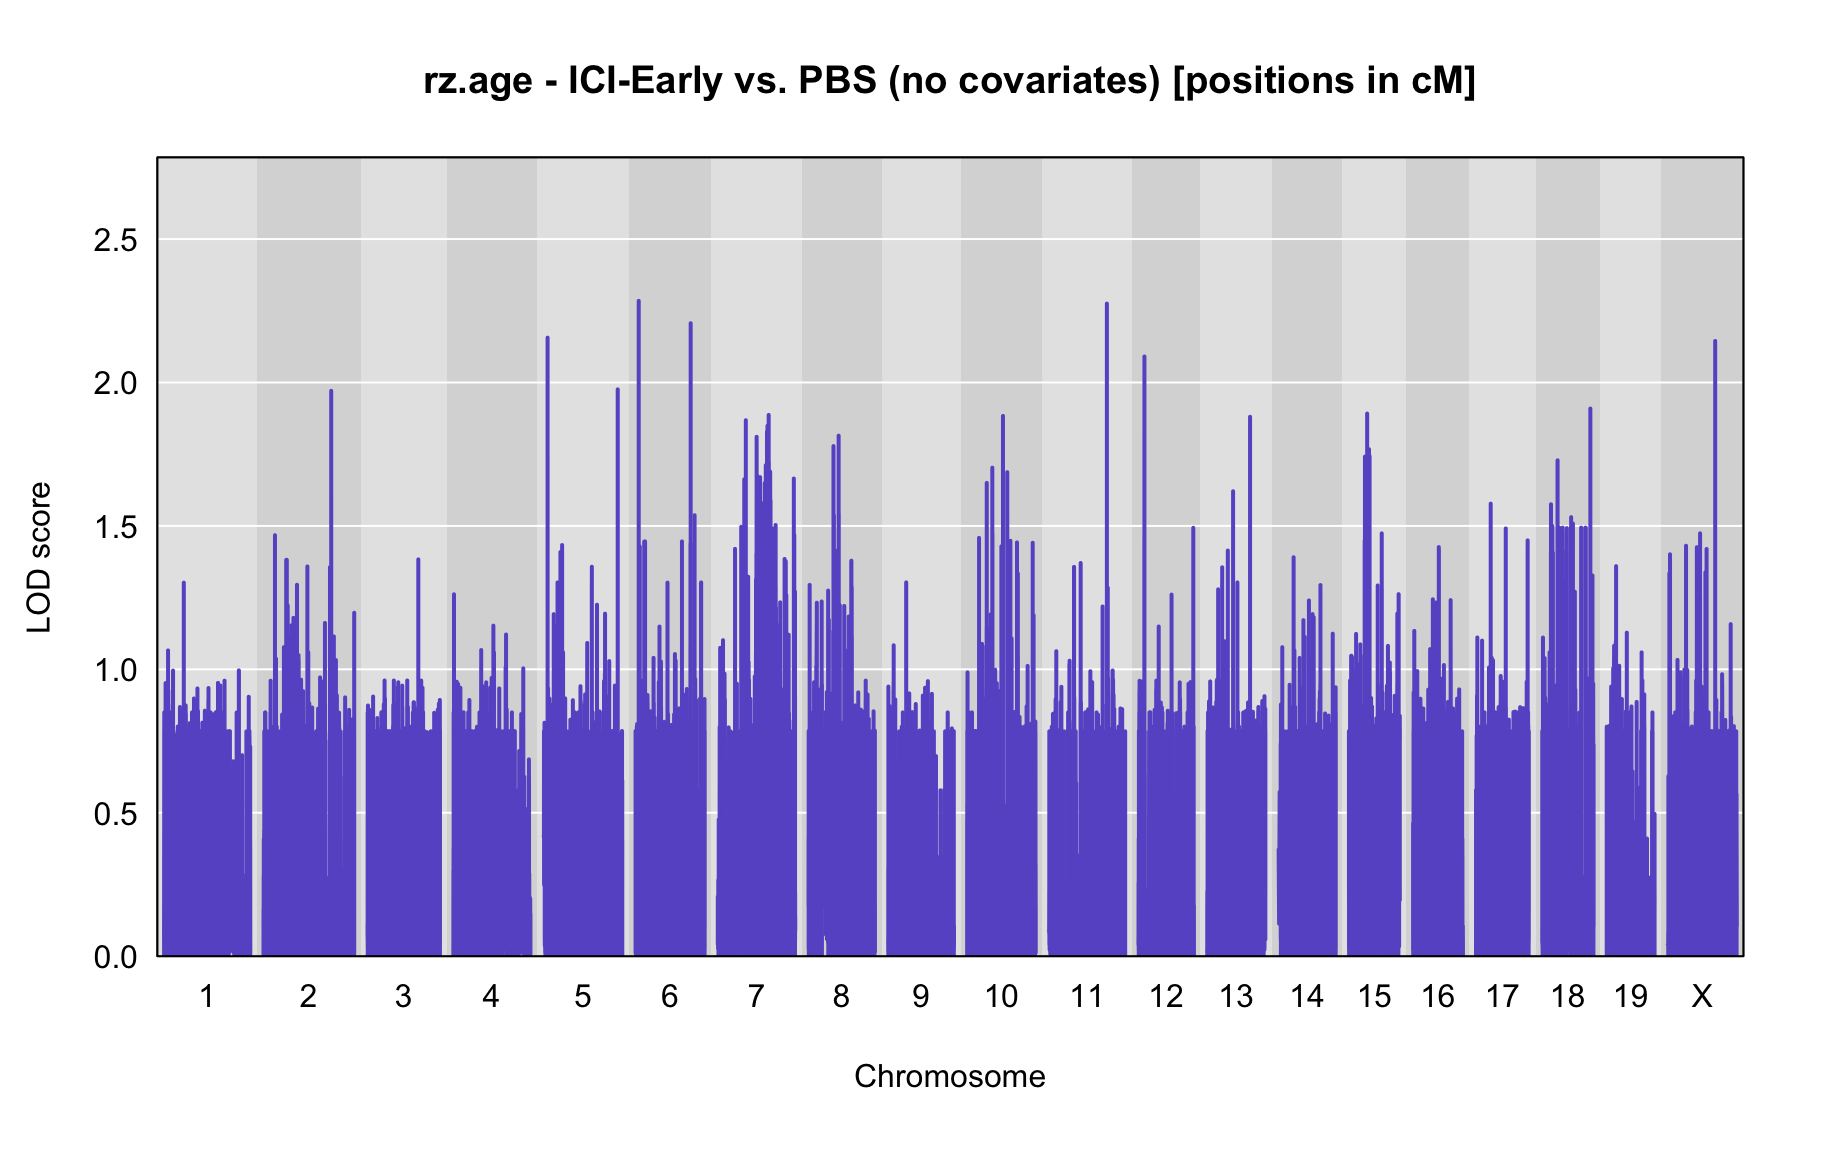 rz.age - ICI-Early vs. PBS (no covariates) [positions in cM]
LOD score
2.5
2.0
1.5
1.0
0.5
0.0
1 2 3 4 5 6 7 8 9 10 11 12 13 14 15 16 17 18 19 X
Chromosome